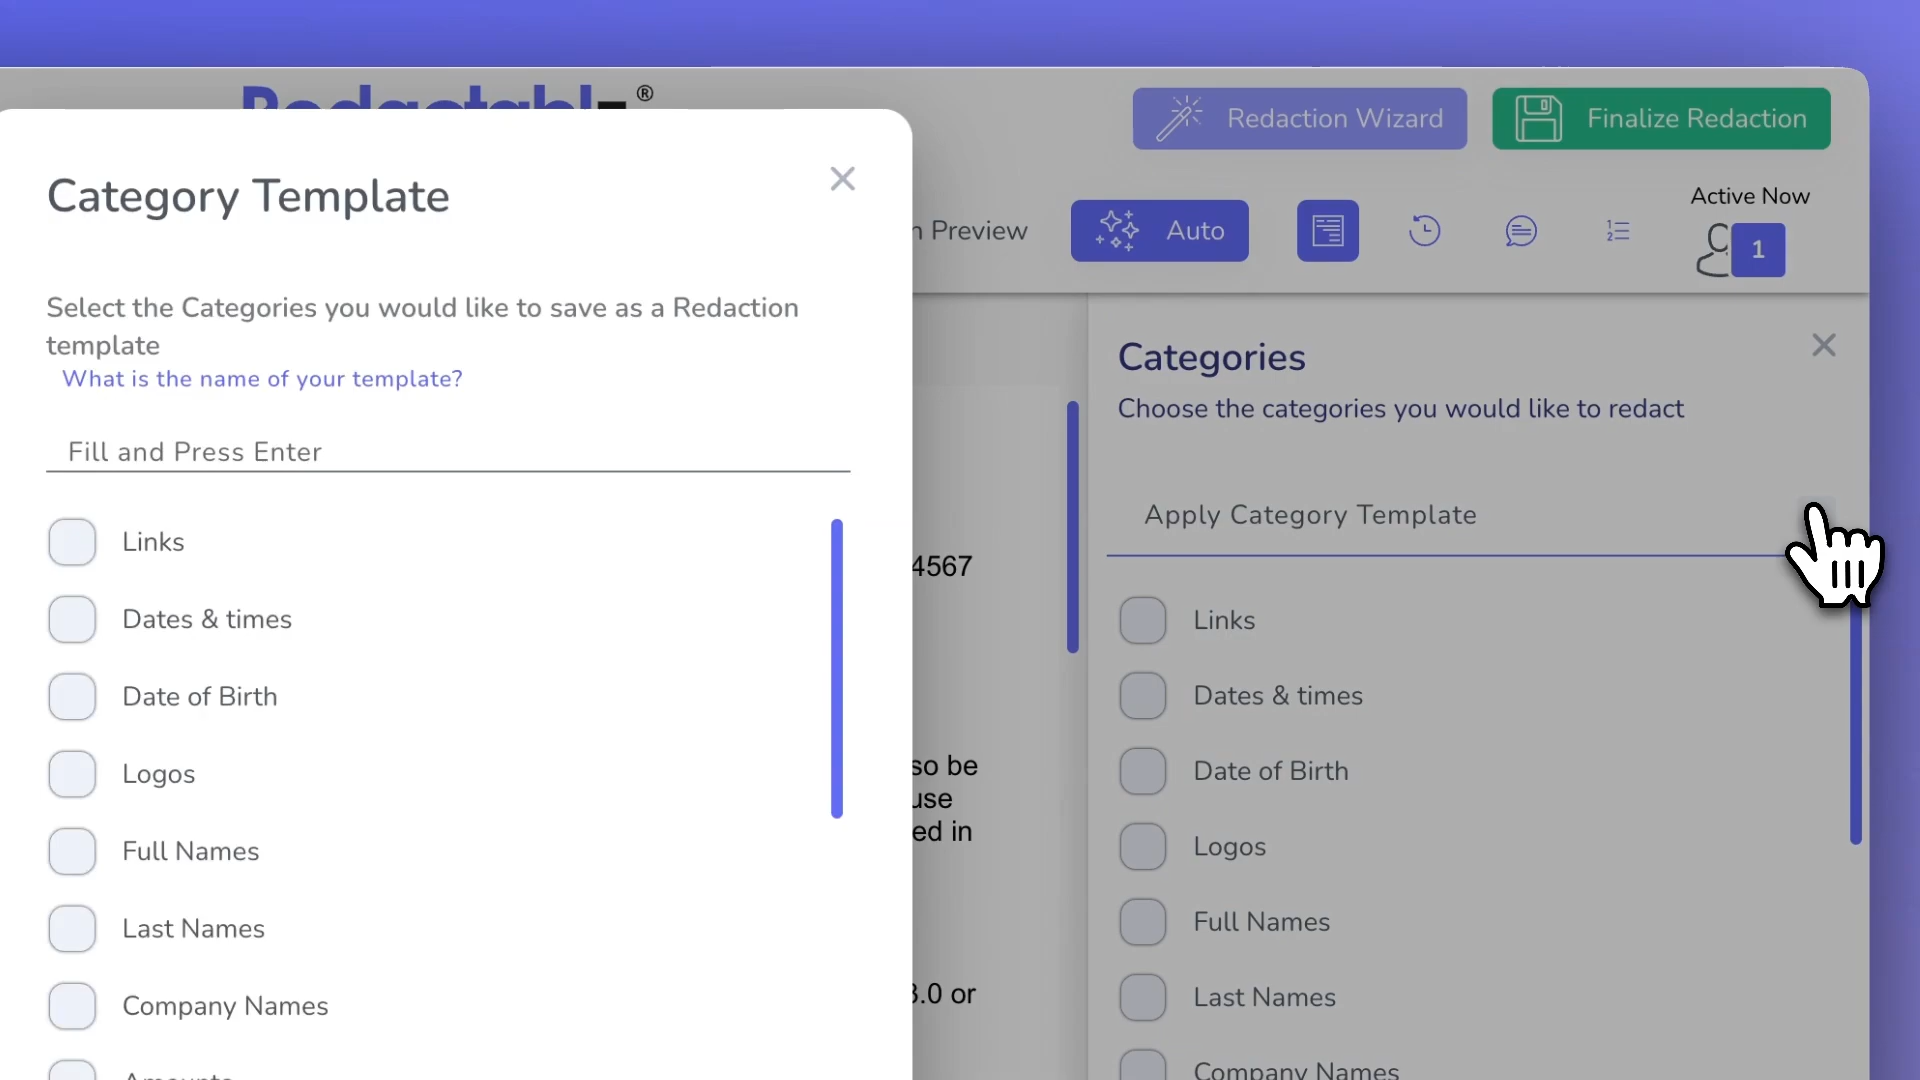 Redactable®
Redaction Wizard
Finalize Redaction
Active Now
1
n Preview
Auto
Category Template
Select the Categories you would like to save as a Redaction
template
What is the name of your template?
Fill and Press Enter
Links
Dates & times
Date of Birth
Logos
Full Names
Last Names
Company Names
Amounts
4567
so be
use
ed in
3.0 or
Categories
Choose the categories you would like to redact
Apply Category Template
Links
Dates & times
Date of Birth
Logos
Full Names
Last Names
Company Names